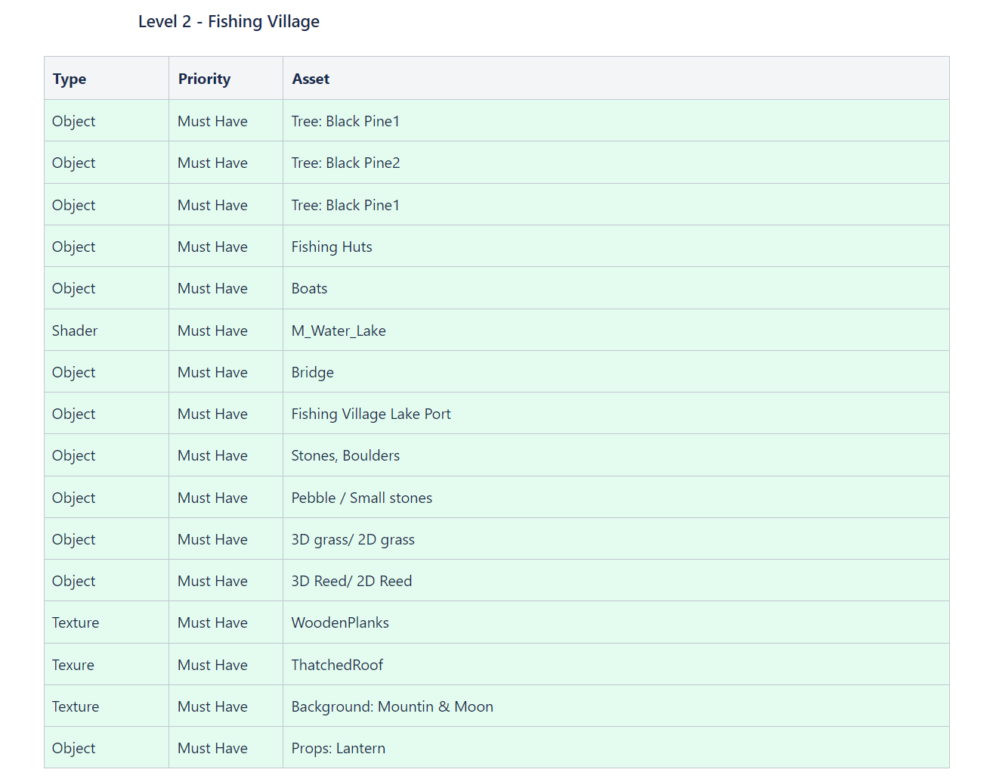 Level 2 - Fishing Village
Type Priority Asset
Object Must Have Tree: Black Pine1
Object Must Have Tree: Black Pine2
Object Must Have Tree: Black Pine1
Object Must Have Fishing Huts
Object Must Have Boats
Shader Must Have M_Water_Lake
Object Must Have Bridge
Object Must Have Fishing Village Lake Port
Object Must Have Stones, Boulders
Object Must Have Pebble / Small stones
Object Must Have 3D grass/ 2D grass
Object Must Have 3D Reed/ 2D Reed
Texture Must Have WoodenPlanks
Texure Must Have ThatchedRoof
Texture Must Have Background: Mountin & Moon
Object Must Have Props: Lantern